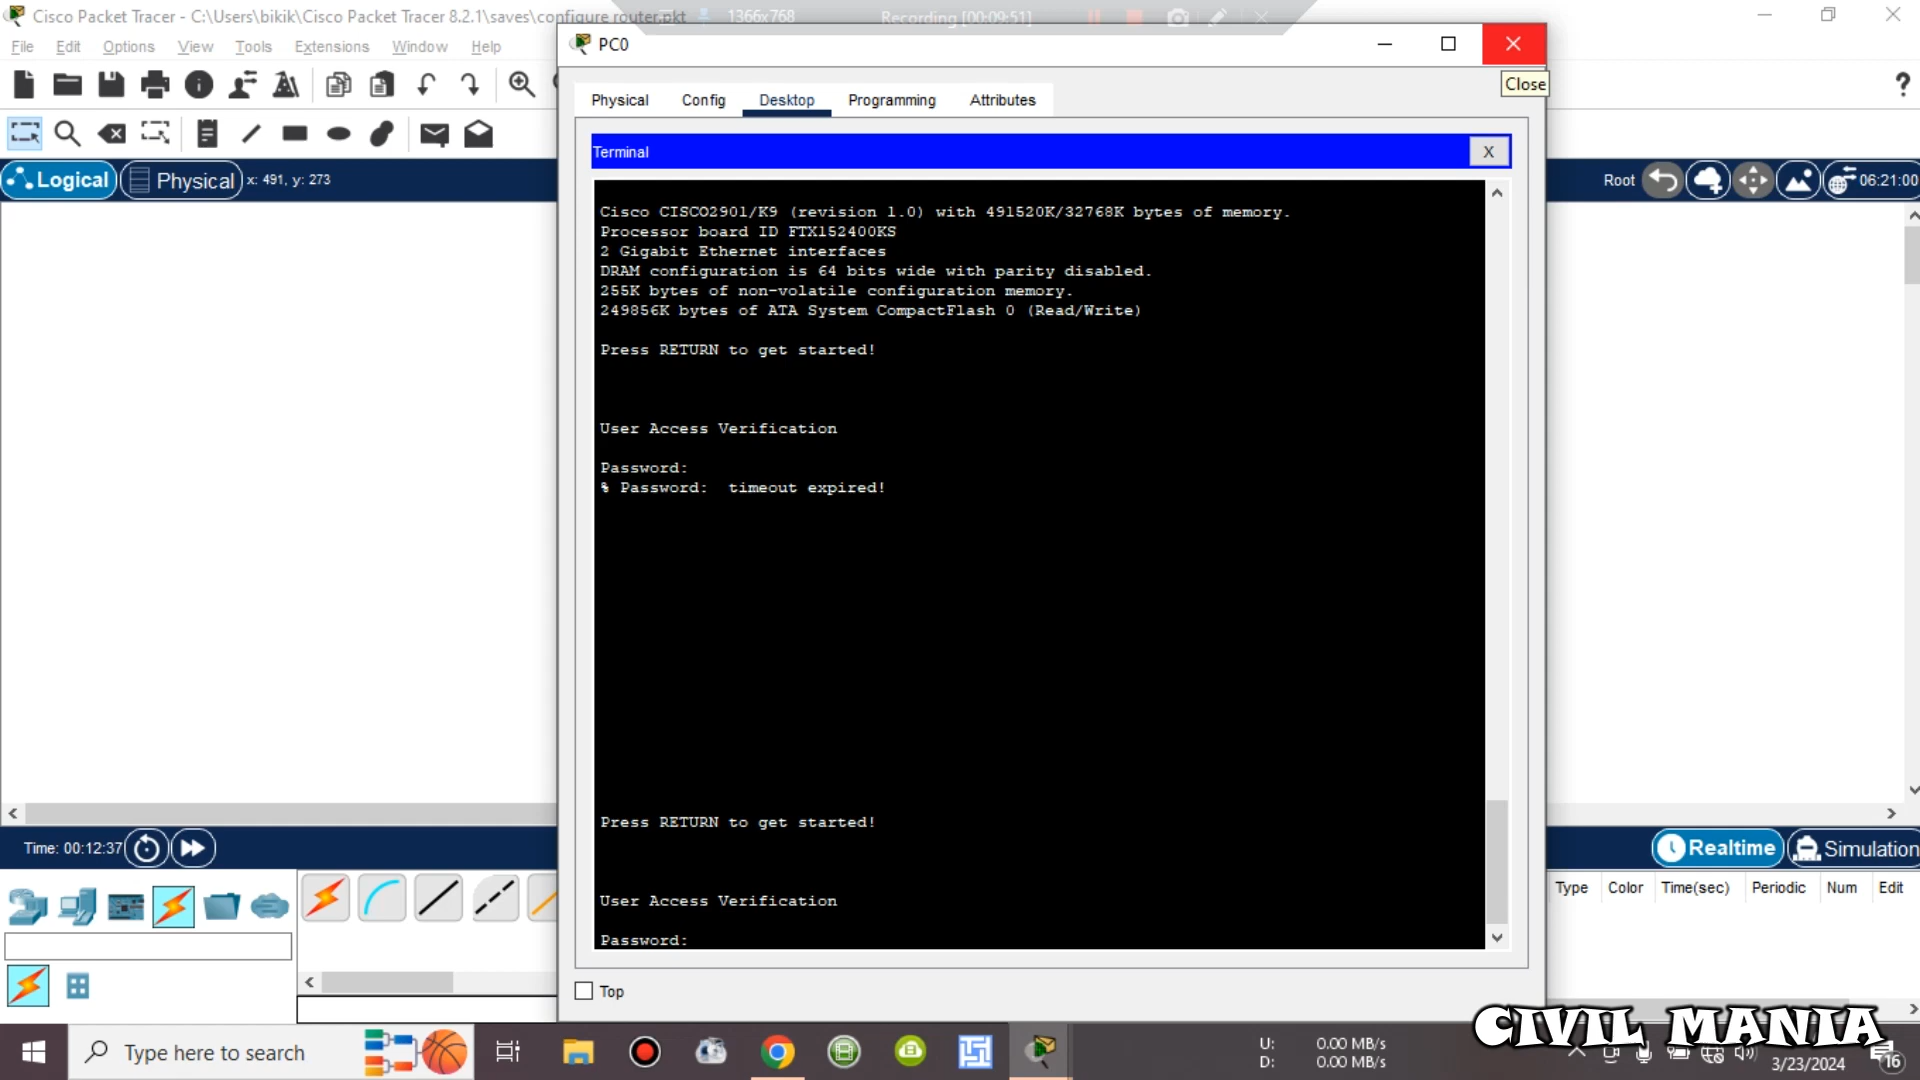 Cisco Packet Tracer - C:\Users\bikik\Cisco Packet Tracer 8.2.1\saves\configure router.pkt
1366x768
Recording [00:09:51]
File Edit Options View Tools Extensions Window Help
PC0
Close
Physical Config Desktop Programming Attributes
Terminal
X
Logical
Physical
x: 491, y: 273
Root
06:21:00
Cisco CISCO2901/K9 (revision 1.0) with 491520K/32768K bytes of memory.
Processor board ID FTX152400KS
2 Gigabit Ethernet interfaces
DRAM configuration is 64 bits wide with parity disabled.
255K bytes of non-volatile configuration memory.
249856K bytes of ATA System CompactFlash 0 (Read/Write)
Press RETURN to get started!
User Access Verification
Password:
% Password:  timeout expired!
Press RETURN to get started!
User Access Verification
Password:
Top
Time: 00:12:37
Realtime
Simulation
Type Color Time(sec) Periodic Num Edit
CIVIL MANIA
Type here to search
U: 0.00 MB/s
D: 0.00 MB/s
3/23/2024
16